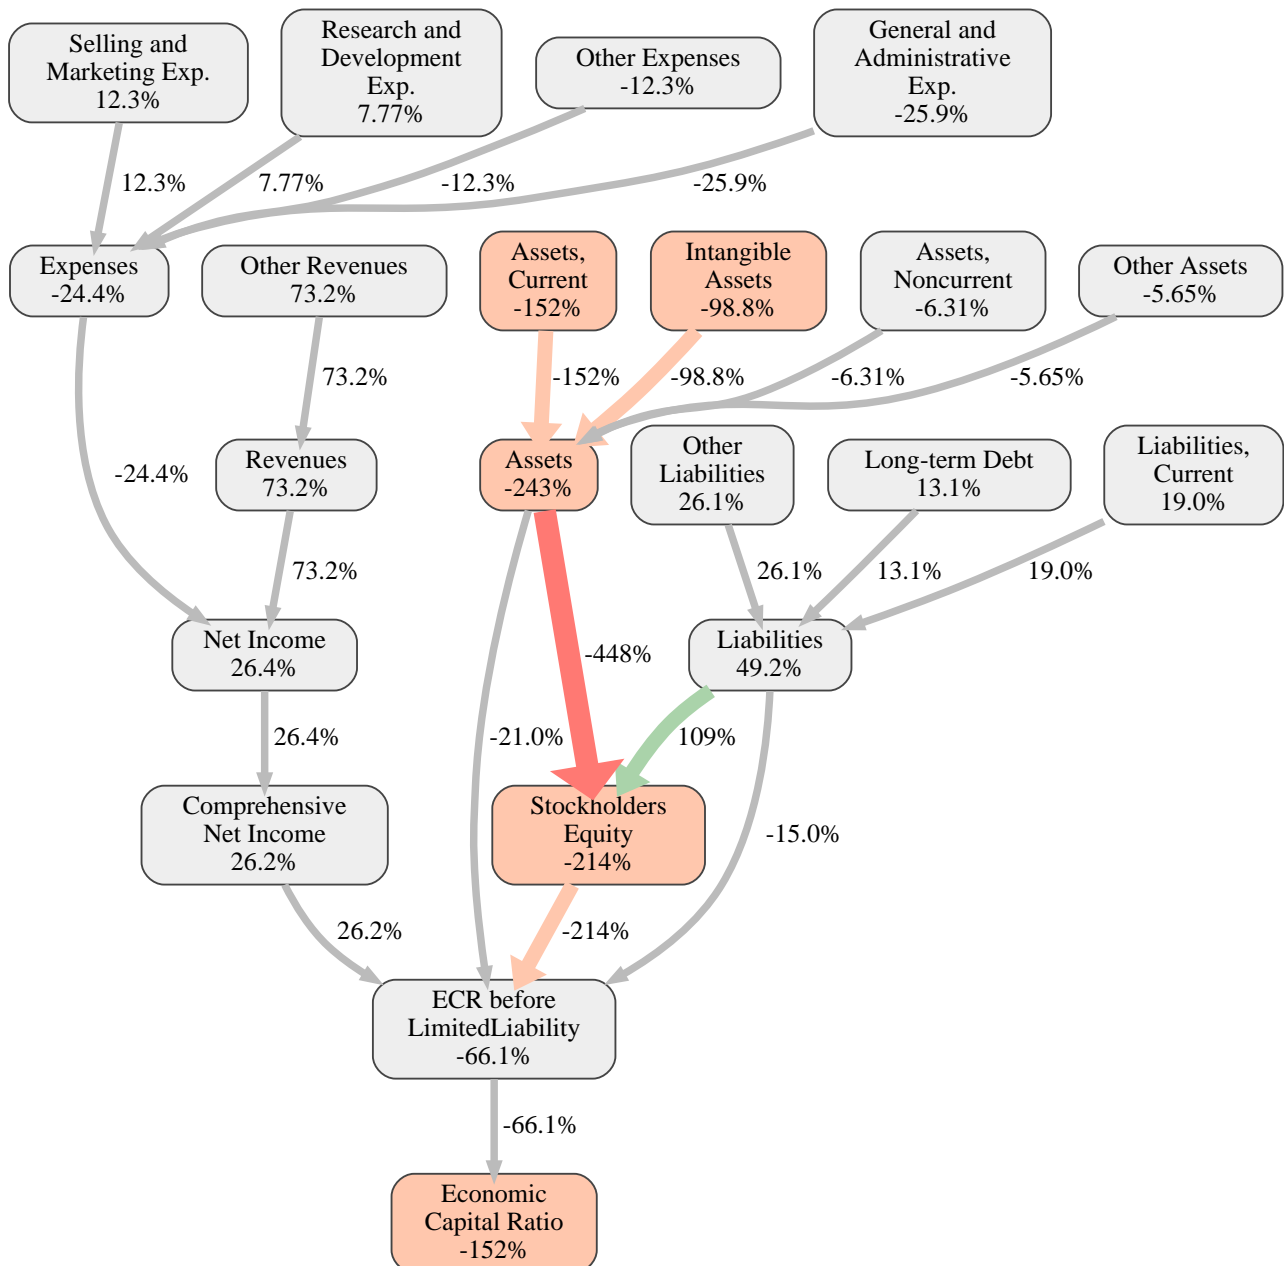 Selling and
Marketing Exp.
12.3%
Research and
Development
Exp.
7.77%
Other Expenses
-12.3%
General and
Administrative
Exp.
-25.9%
12.3%
7.77%
-12.3%
-25.9%
Expenses
-24.4%
Other Revenues
73.2%
Assets,
Current
-152%
Intangible
Assets
-98.8%
Assets,
Noncurrent
-6.31%
Other Assets
-5.65%
73.2%
-152%
-98.8%
-6.31%
-5.65%
-24.4%
Revenues
73.2%
Assets
-243%
Other
Liabilities
26.1%
Long-term Debt
13.1%
Liabilities,
Current
19.0%
73.2%
26.1%
13.1%
19.0%
Net Income
26.4%
-448%
Liabilities
49.2%
26.4%
-21.0%
109%
Comprehensive
Net Income
26.2%
Stockholders
Equity
-214%
-15.0%
26.2%
-214%
ECR before
LimitedLiability
-66.1%
-66.1%
Economic
Capital Ratio
-152%